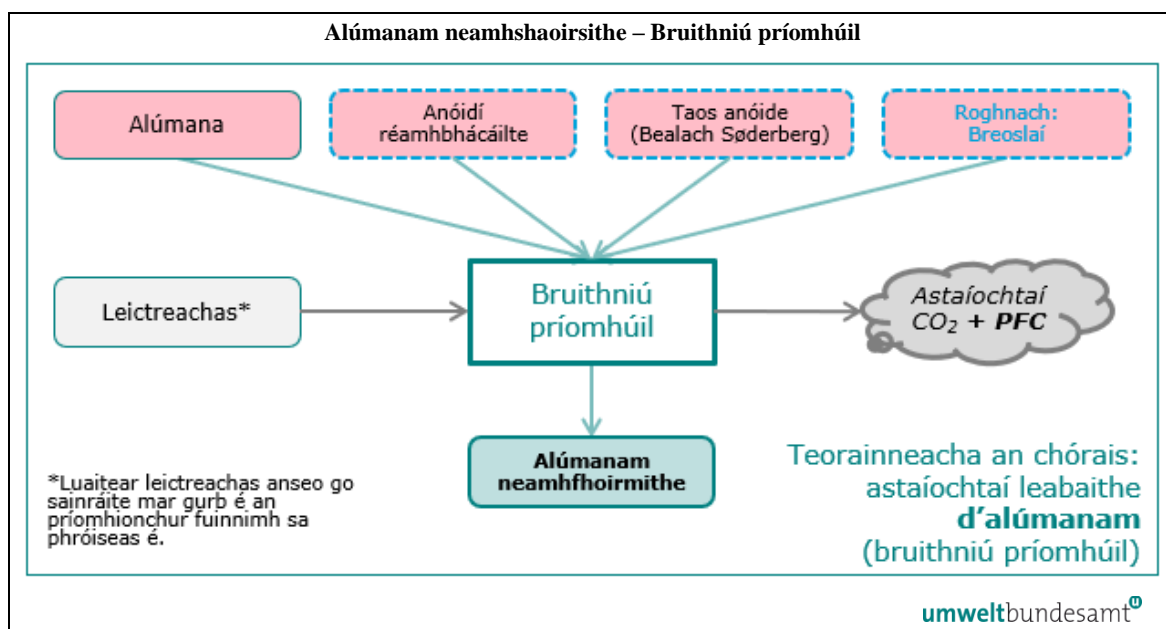 Alúmanam neamhshaoirsithe – Bruithniú príomhúil
Alúmana
Anóidí
réamhbhácáilte
Taos anóide
(Bealach Søderberg)
Roghnach:
Breoslaí
Leictreachas*
Bruithniú
príomhúil
Astaíochtaí
CO₂ + PFC
Alúmanam
neamhfhoirmithe
*Luaitear leictreachas anseo go
sainráite mar gurb é an
príomhionchur fuinnimh sa
phróiseas é.
Teorainneacha an chórais:
astaíochtaí leabaithe
d'alúmanam
(bruithniú príomhúil)
umweltbundesamt